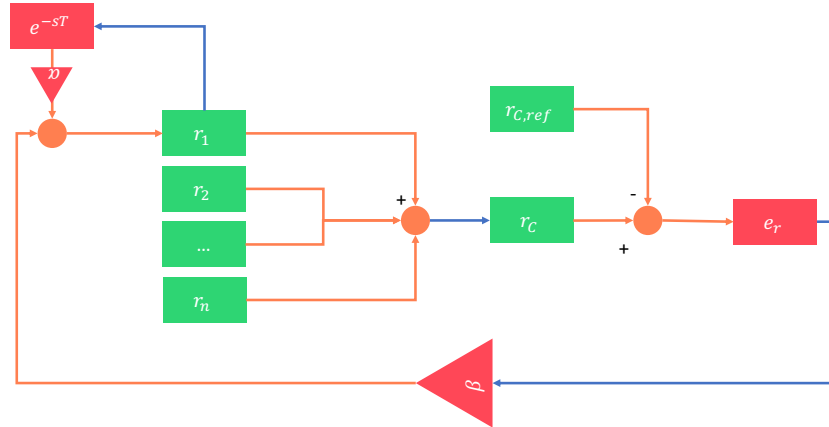 e^{-sT}
α
r_1
r_{C,ref}
r_2
-
+
r_C
e_r
...
+
r_n
β